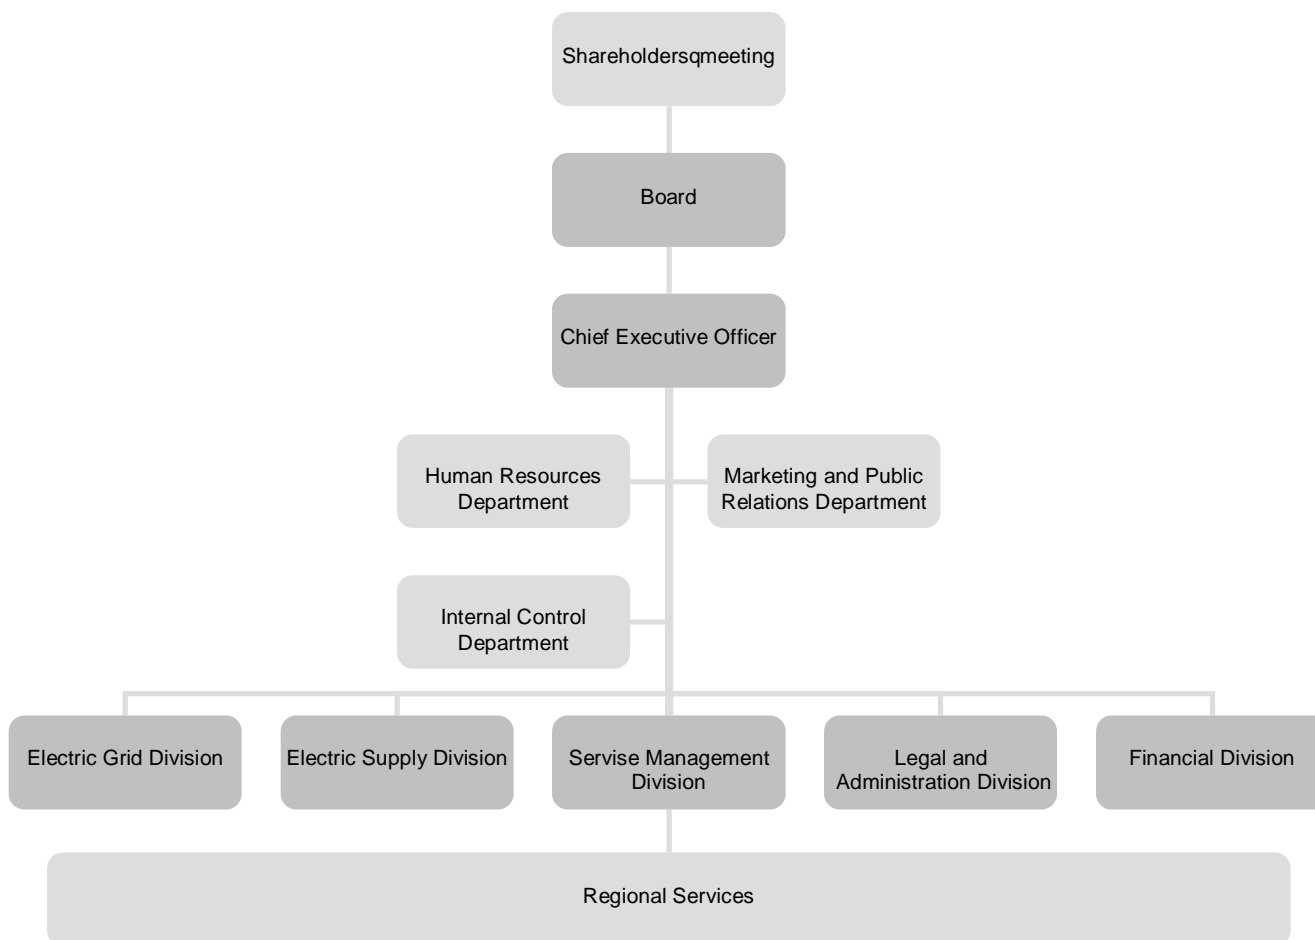 Shareholdersqmeeting
Board
Chief Executive Officer
Human Resources
Department
Marketing and Public
Relations Department
Internal Control
Department
Electric Grid Division
Electric Supply Division
Servise Management
Division
Legal and
Administration Division
Financial Division
Regional Services